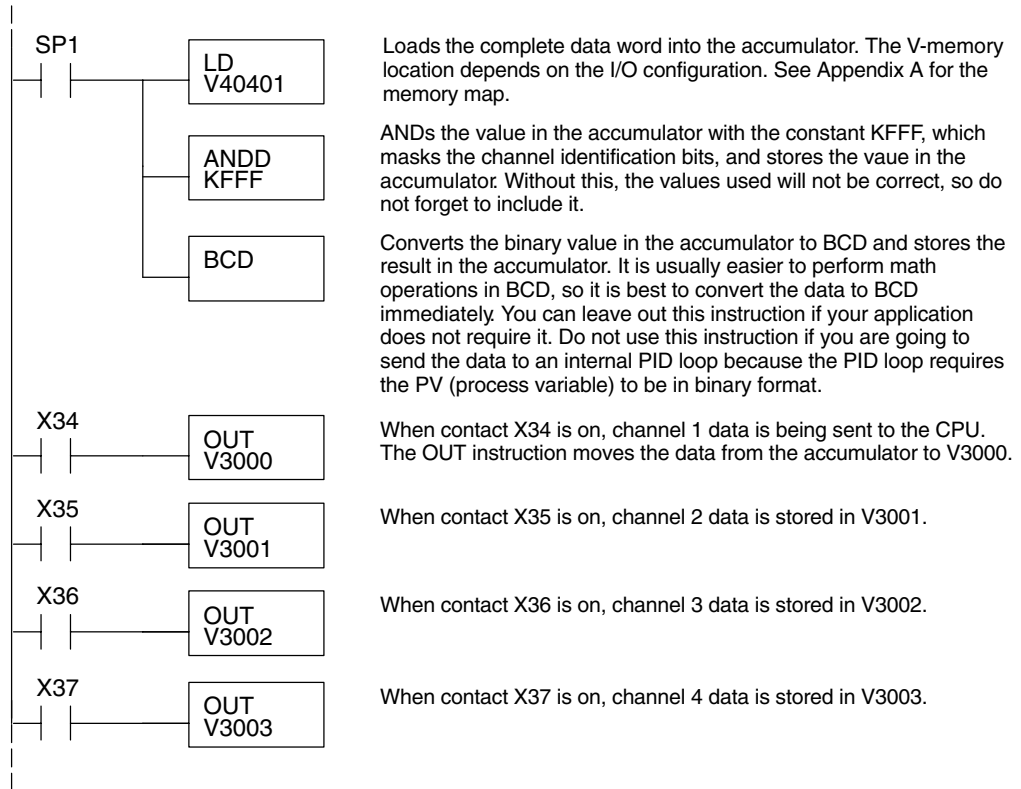 SP1
LD
V40401
Loads the complete data word into the accumulator. The V-memory
location depends on the I/O configuration. See Appendix A for the
memory map.
ANDD
KFFF
ANDs the value in the accumulator with the constant KFFF, which
masks the channel identification bits, and stores the vaue in the
accumulator. Without this, the values used will not be correct, so do
not forget to include it.
BCD
Converts the binary value in the accumulator to BCD and stores the
result in the accumulator. It is usually easier to perform math
operations in BCD, so it is best to convert the data to BCD
immediately. You can leave out this instruction if your application
does not require it. Do not use this instruction if you are going to
send the data to an internal PID loop because the PID loop requires
the PV (process variable) to be in binary format.
X34
OUT
V3000
When contact X34 is on, channel 1 data is being sent to the CPU.
The OUT instruction moves the data from the accumulator to V3000.
X35
OUT
V3001
When contact X35 is on, channel 2 data is stored in V3001.
X36
OUT
V3002
When contact X36 is on, channel 3 data is stored in V3002.
X37
OUT
V3003
When contact X37 is on, channel 4 data is stored in V3003.